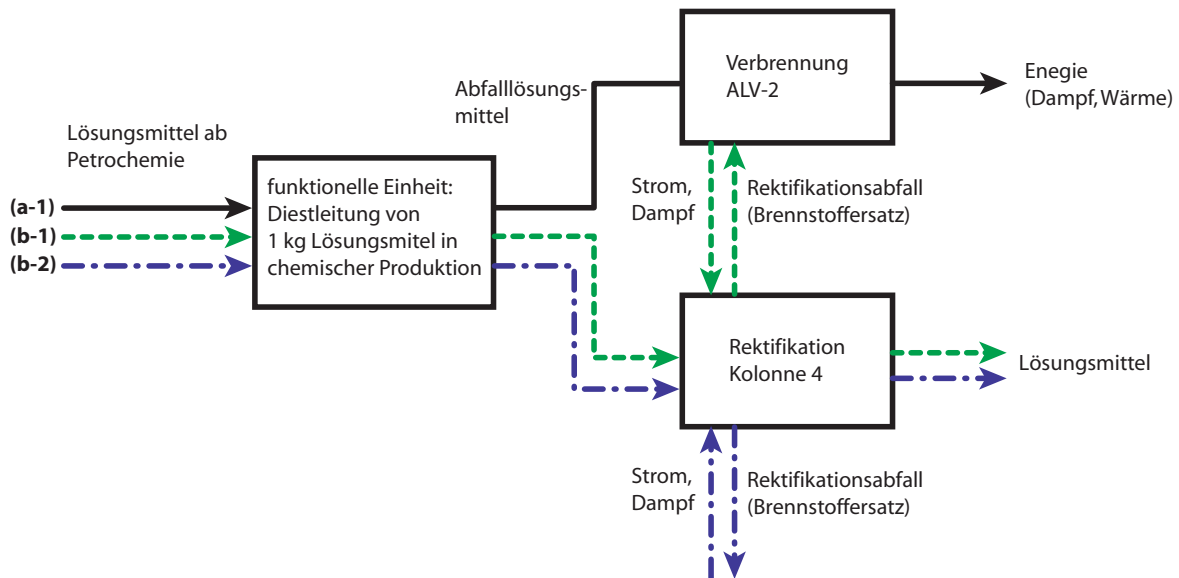 Verbrennung
ALV-2
Enegie
(Dampf, Wärme)
Abfalllösungs-
mittel
Lösungsmittel ab
Petrochemie
funktionelle Einheit:
Diestleitung von
1 kg Lösungsmitel in
chemischer Produktion
(a-1)
(b-1)
(b-2)
Strom,
Dampf
Rektifikationsabfall
(Brennstoffersatz)
Rektifikation
Kolonne 4
Lösungsmittel
Strom,
Dampf
Rektifikationsabfall
(Brennstoffersatz)